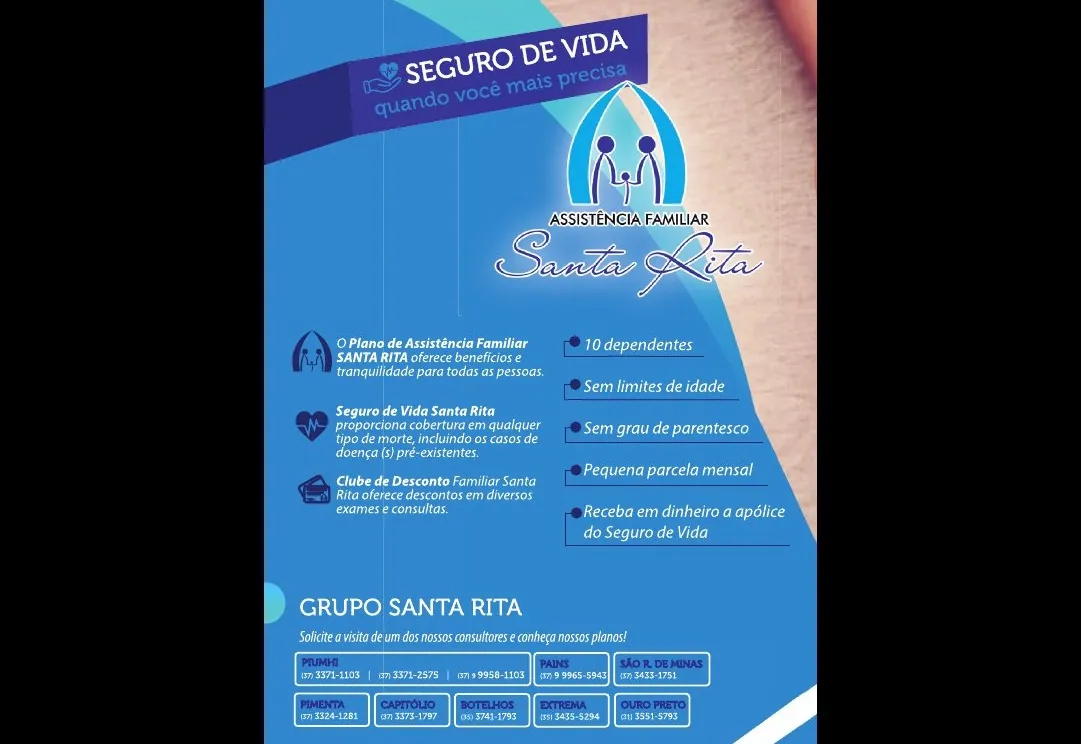 SEGURO DE VIDA
quando você mais precisa
ASSISTÊNCIA FAMILIAR
Santa Rita
O Plano de Assistência Familiar
SANTA RITA oferece benefícios e
tranquilidade para todas as pessoas.
Seguro de Vida Santa Rita
proporciona cobertura em qualquer
tipo de morte, incluindo os casos de
doença (s) pré-existentes.
Clube de Desconto Familiar Santa
Rita oferece descontos em diversos
exames e consultas.
10 dependentes
Sem limites de idade
Sem grau de parentesco
Pequena parcela mensal
Receba em dinheiro a apólice
do Seguro de Vida
GRUPO SANTA RITA
Solicite a visita de um dos nossos consultores e conheça nossos planos!
PIUMHI
(37) 3371-1103 | (37) 3371-2575 | (37) 9 9958-1103
PAINS
(37) 9 9965-5943
SÃO R. DE MINAS
(37) 3433-1751
PIMENTA
(37) 3324-1281
CAPITÓLIO
(37) 3373-1797
BOTELHOS
(35) 3741-1793
EXTREMA
(35) 3435-5294
OURO PRETO
(31) 3551-5793